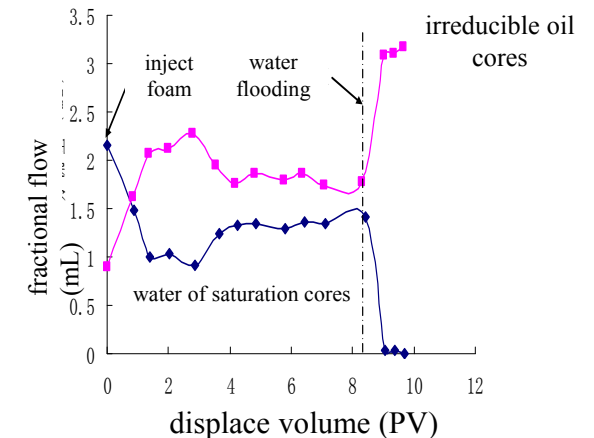 3.5
3
2.5
2
1.5
1
0.5
0
0 2 4 6 8 10 12
inject
foam
water
flooding
irreducible oil
cores
water of saturation cores
fractional flow
(mL)
displace volume (PV)